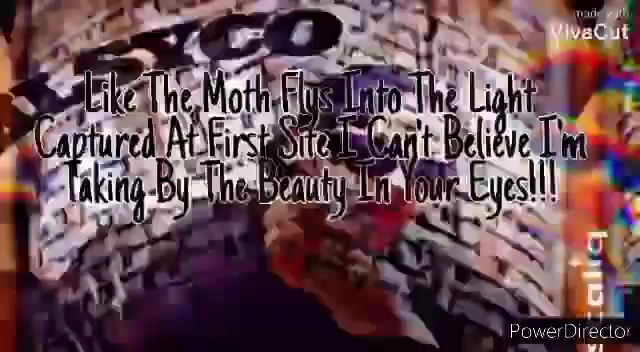 made with
VivaCut
Like The Moth Flys Into The Light
Captured At First Site I Can't Believe I'm
Taking By The Beauty In Your Eyes!!!
PowerDirector